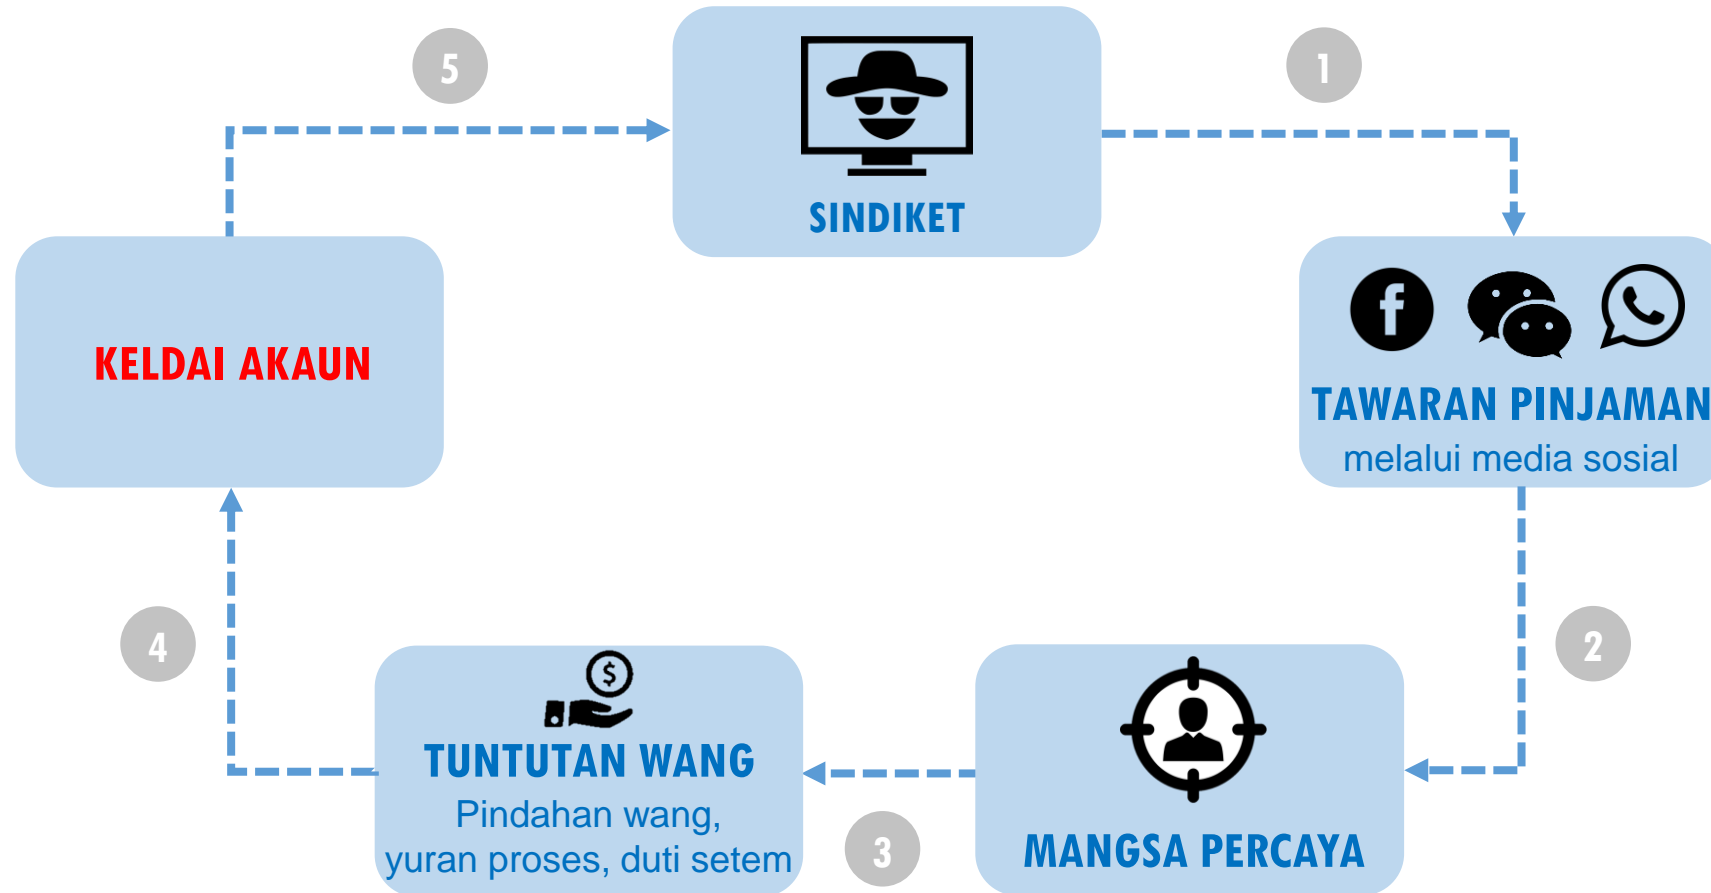 5
1
SINDIKET
KELDAI AKAUN
TAWARAN PINJAMAN
melalui media sosial
4
2
TUNTUTAN WANG
Pindahan wang,
yuran proses, duti setem
3
MANGSA PERCAYA